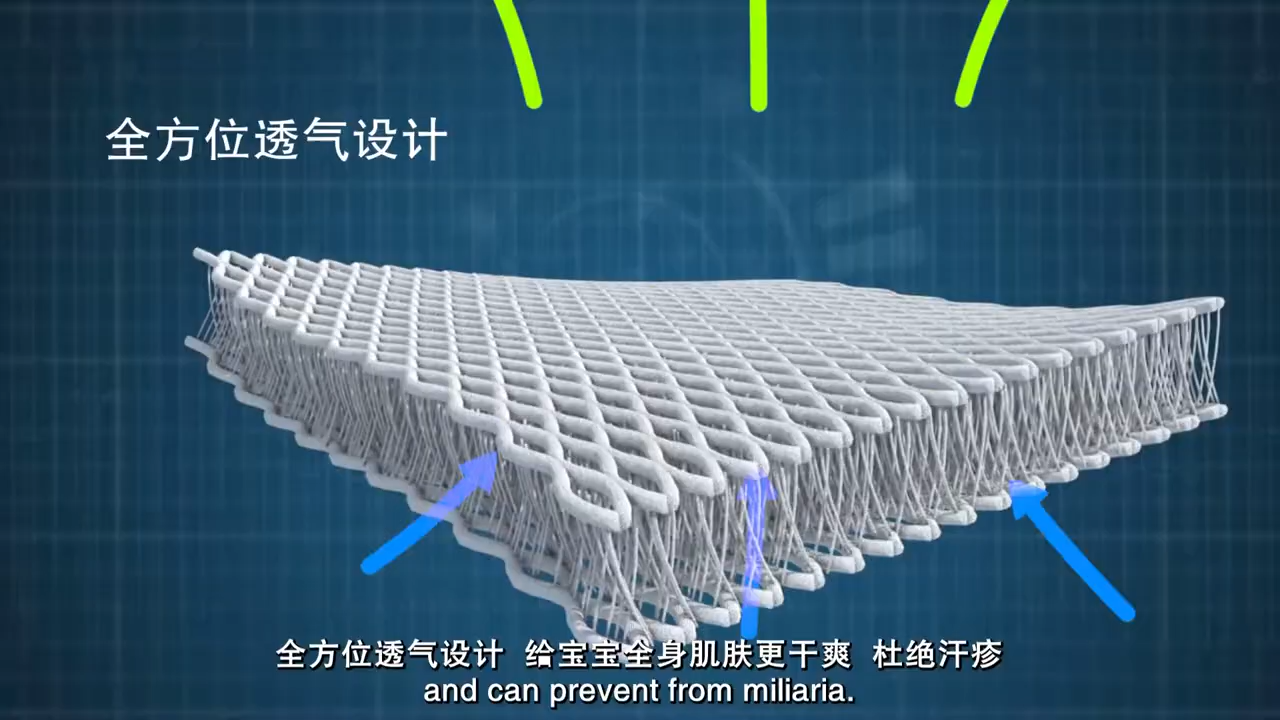 全方位透气设计
全方位透气设计 给宝宝全身肌肤更干爽 杜绝汗疹
and can prevent from miliaria.